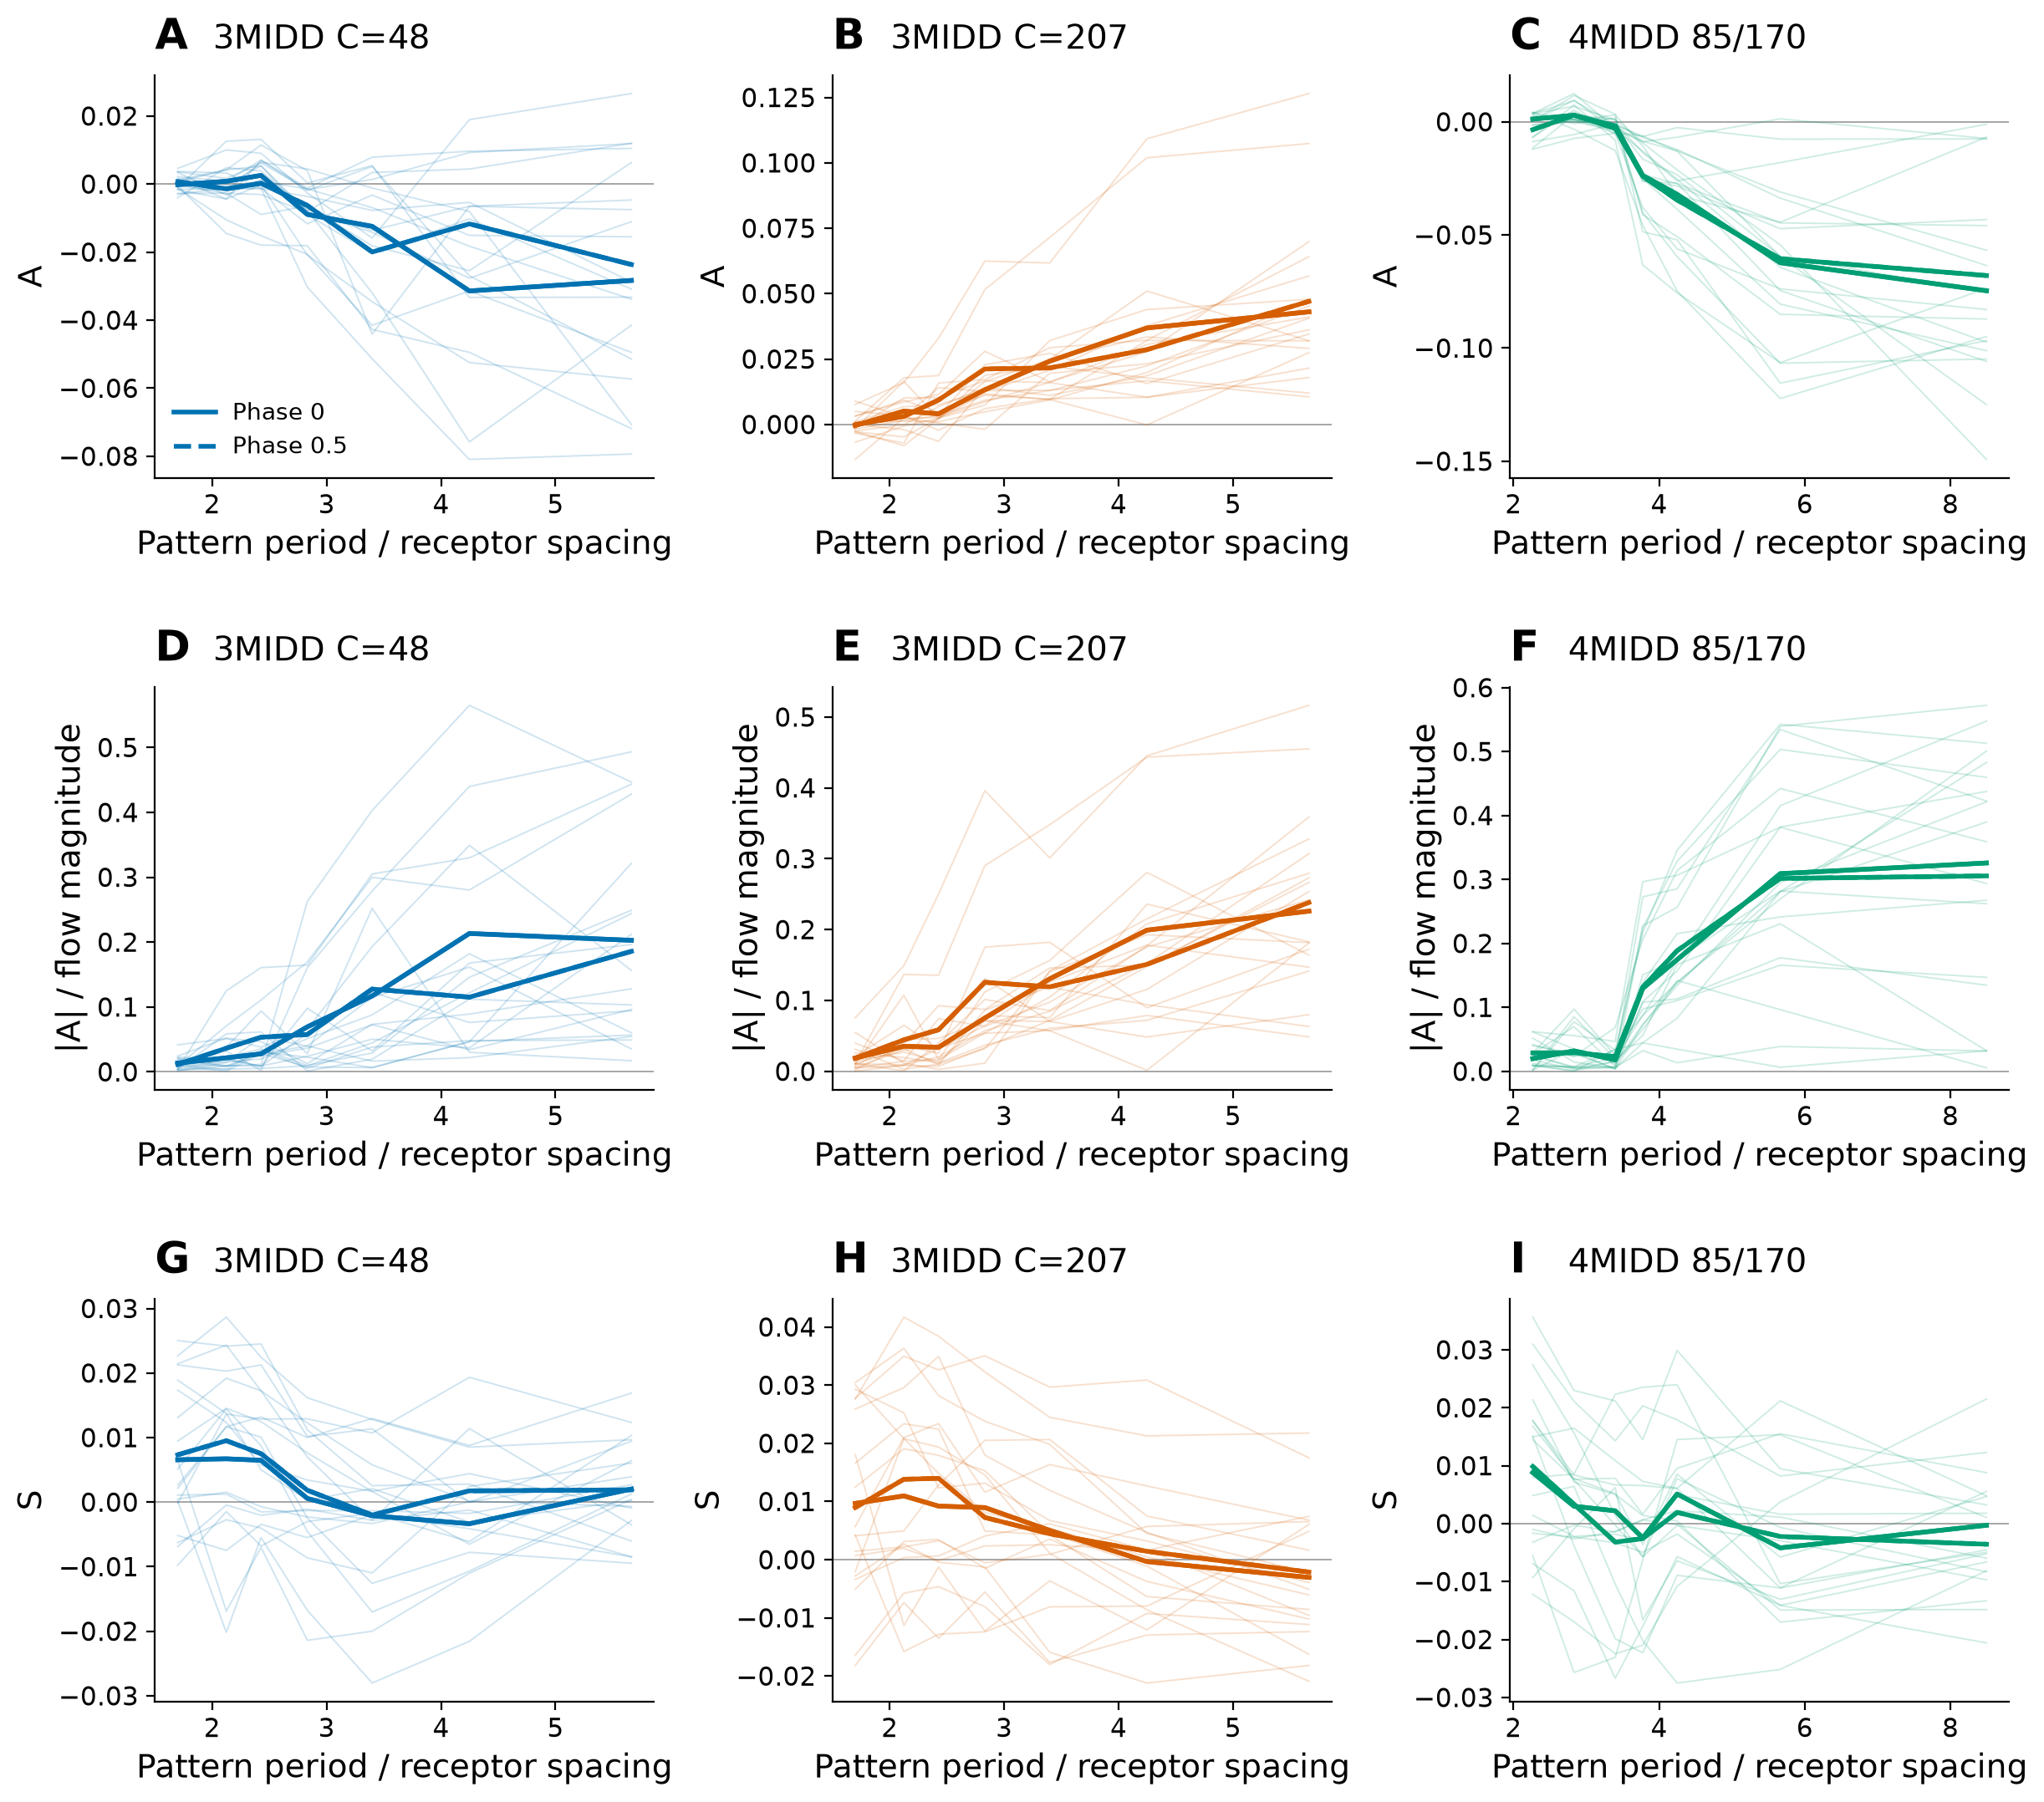 A 3MIDD C=48
0.02
0.00
−0.02
−0.04
−0.06
−0.08
A
Phase 0
Phase 0.5
2 3 4 5
Pattern period / receptor spacing
B 3MIDD C=207
0.125
0.100
0.075
0.050
0.025
0.000
A
2 3 4 5
Pattern period / receptor spacing
C 4MIDD 85/170
0.00
−0.05
−0.10
−0.15
A
2 4 6 8
Pattern period / receptor spacing
D 3MIDD C=48
0.5
0.4
0.3
0.2
0.1
0.0
|A| / flow magnitude
2 3 4 5
Pattern period / receptor spacing
E 3MIDD C=207
0.5
0.4
0.3
0.2
0.1
0.0
|A| / flow magnitude
2 3 4 5
Pattern period / receptor spacing
F 4MIDD 85/170
0.6
0.5
0.4
0.3
0.2
0.1
0.0
|A| / flow magnitude
2 4 6 8
Pattern period / receptor spacing
G 3MIDD C=48
0.03
0.02
0.01
0.00
−0.01
−0.02
−0.03
S
2 3 4 5
Pattern period / receptor spacing
H 3MIDD C=207
0.04
0.03
0.02
0.01
0.00
−0.01
−0.02
S
2 3 4 5
Pattern period / receptor spacing
I 4MIDD 85/170
0.03
0.02
0.01
0.00
−0.01
−0.02
−0.03
S
2 4 6 8
Pattern period / receptor spacing